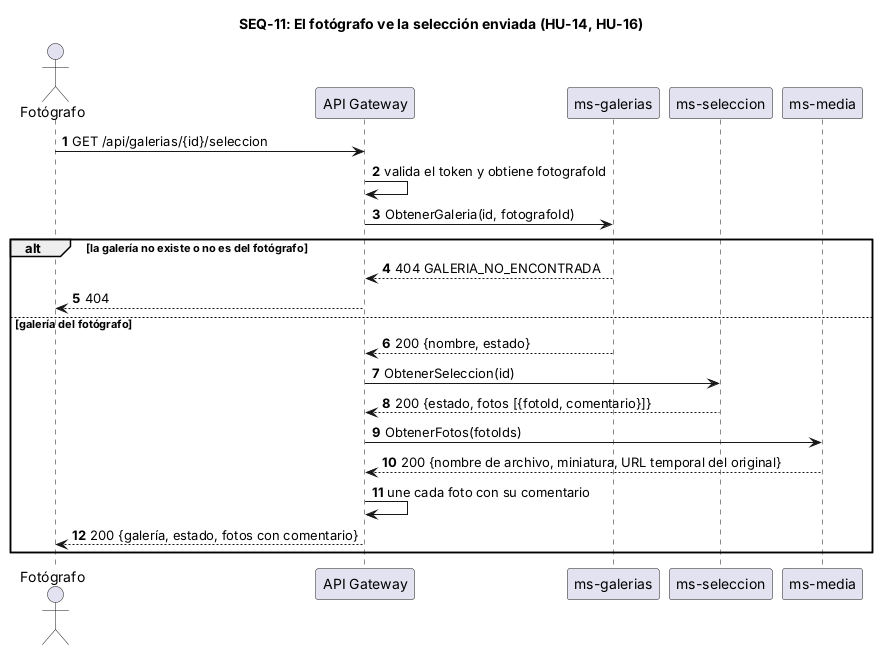 SEQ-11: El fotógrafo ve la selección enviada (HU-14, HU-16)
Fotógrafo
API Gateway
ms-galerias
ms-seleccion
ms-media
1 GET /api/galerias/{id}/seleccion
2 valida el token y obtiene fotografoId
3 ObtenerGaleria(id, fotografoId)
alt [la galería no existe o no es del fotógrafo]
4 404 GALERIA_NO_ENCONTRADA
5 404
[galería del fotógrafo]
6 200 {nombre, estado}
7 ObtenerSeleccion(id)
8 200 {estado, fotos [{fotoId, comentario}]}
9 ObtenerFotos(fotoIds)
10 200 {nombre de archivo, miniatura, URL temporal del original}
11 une cada foto con su comentario
12 200 {galería, estado, fotos con comentario}
Fotógrafo
API Gateway
ms-galerias
ms-seleccion
ms-media